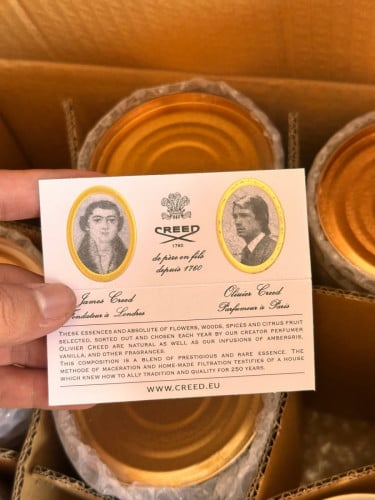 CREED
1760
de père en fils
depuis 1760
James Creed
Fondateur à Londres
Olivier Creed
Parfumeur à Paris
THESE ESSENCES AND ABSOLUTE OF FLOWERS, WOODS, SPICES AND CITRUS FRUIT
SELECTED, SORTED OUT AND CHOSEN EACH YEAR BY OUR CREATOR PERFUMER
OLIVIER CREED ARE NATURAL AS WELL AS OUR INFUSIONS OF AMBERGRIS,
VANILLA, AND OTHER FRAGRANCES.
THIS COMPOSITION IS A BLEND OF PRESTIGIOUS AND RARE ESSENCE. THE
METHODE OF MACERATION AND HOME-MADE FILTRATION TESTIFIES OF A HOUSE
WHICH KNEW HOW TO ALLY TRADITION AND QUALITY FOR 250 YEARS.
WWW.CREED.EU